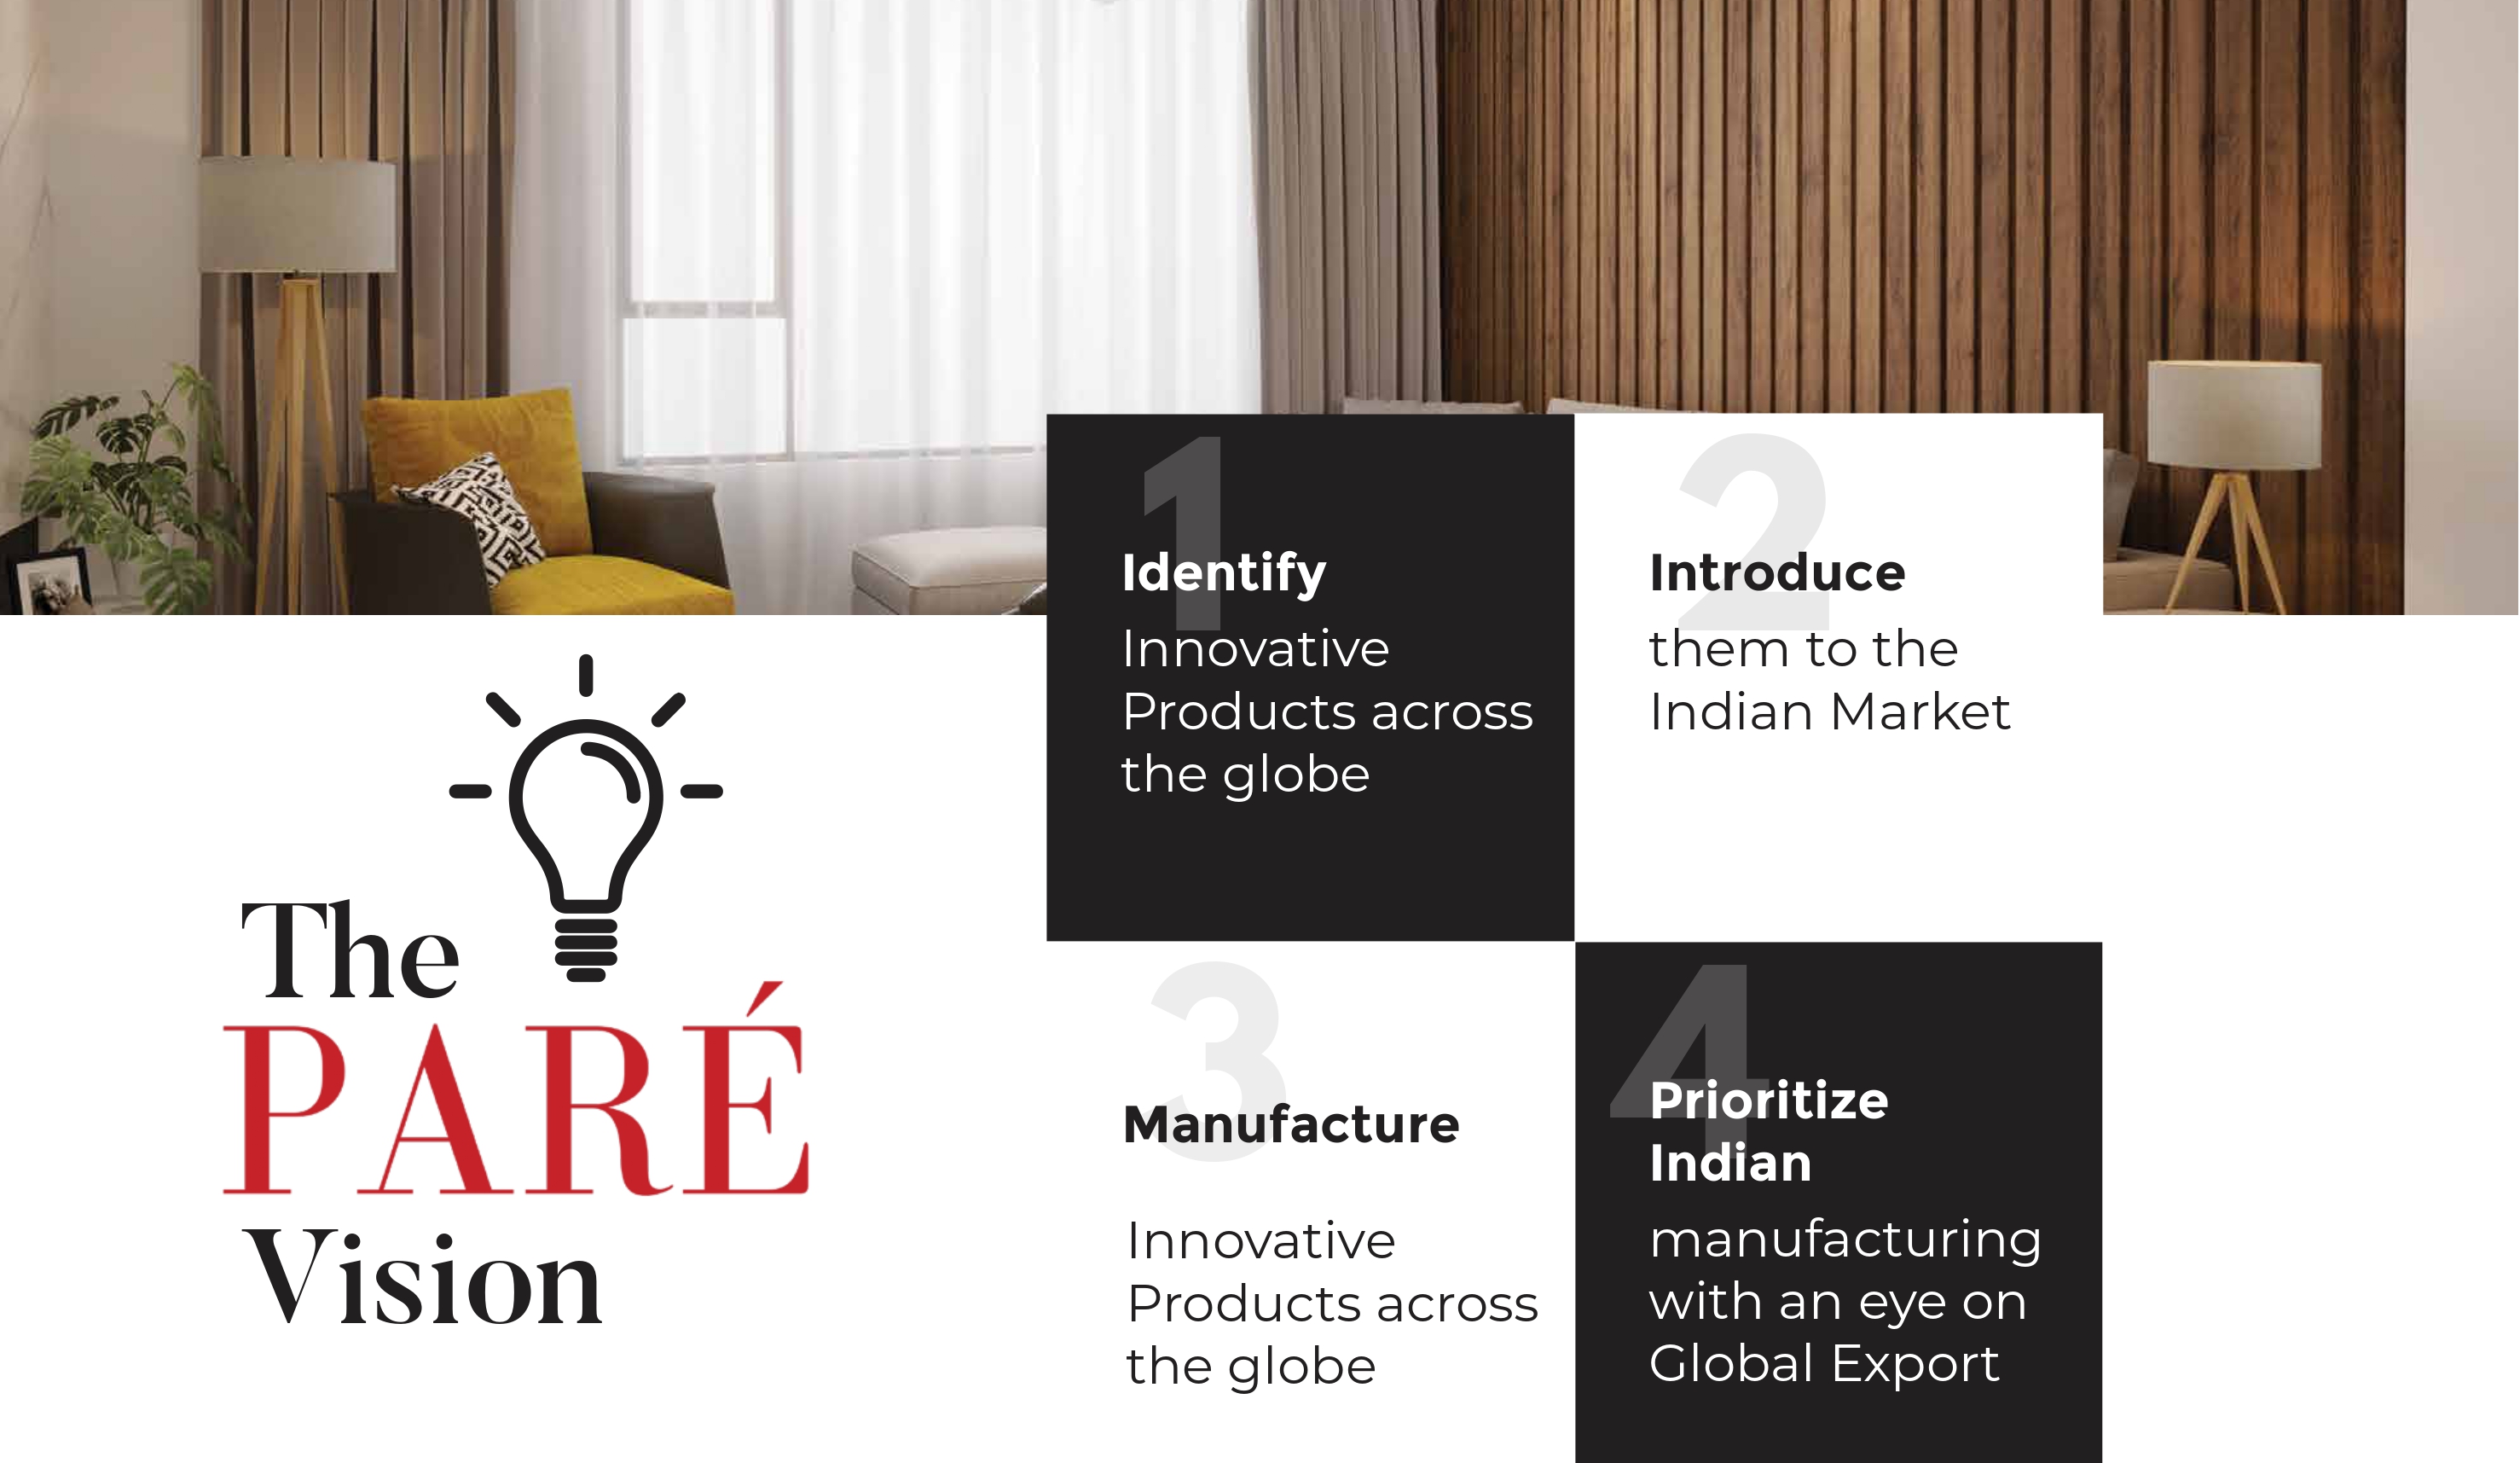 The
PARÉ
Vision
1
Identify
Innovative
Products across
the globe
2
Introduce
them to the
Indian Market
3
Manufacture
Innovative
Products across
the globe
4
Prioritize
Indian
manufacturing
with an eye on
Global Export